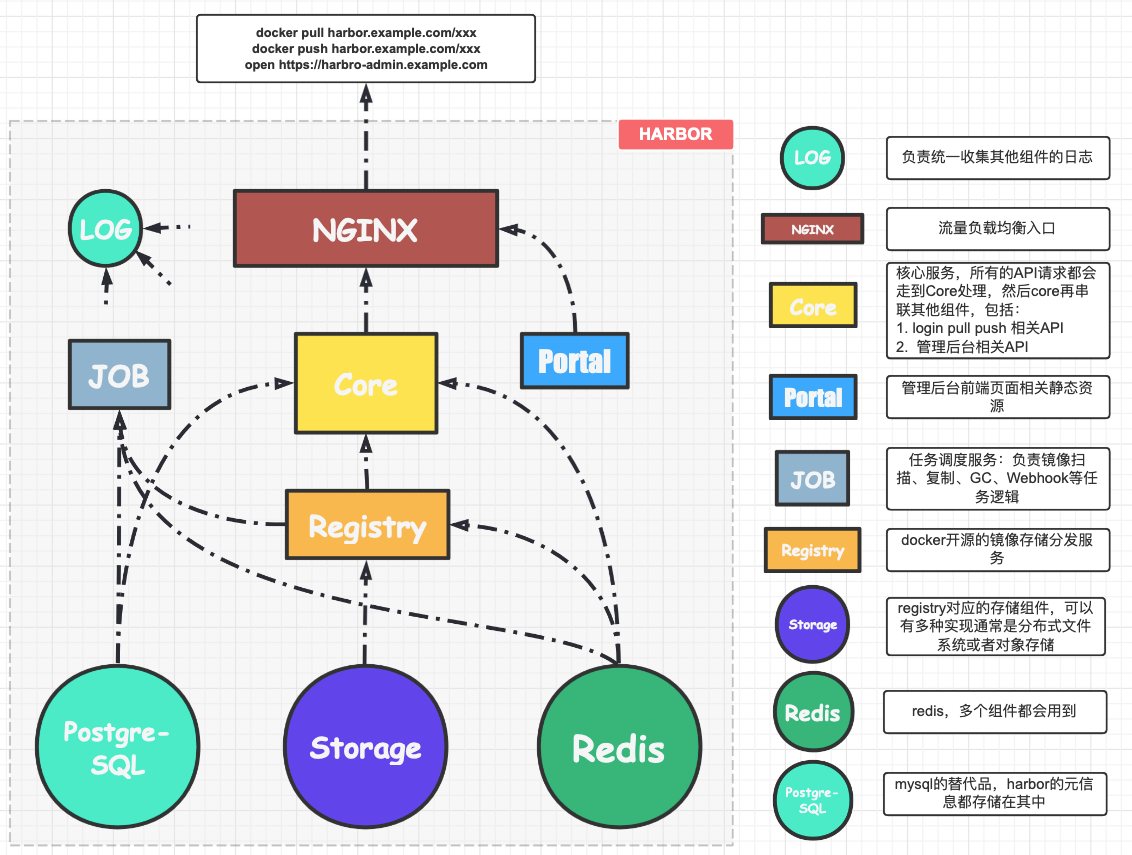 docker pull harbor.example.com/xxx
docker push harbor.example.com/xxx
open https://harbro-admin.example.com
HARBOR
LOG
NGINX
JOB
Core
Portal
Registry
Postgre-
SQL
Storage
Redis
LOG
负责统一收集其他组件的日志
NGINX
流量负载均衡入口
Core
核心服务，所有的API请求都会
走到Core处理，然后core再串
联其他组件，包括：
1. login pull push 相关API
2. 管理后台相关API
Portal
管理后台前端页面相关静态资
源
JOB
任务调度服务：负责镜像扫
描、复制、GC、Webhook等任
务逻辑
Registry
docker开源的镜像存储分发服
务
Storage
registry对应的存储组件，可以
有多种实现通常是分布式文件
系统或者对象存储
Redis
redis，多个组件都会用到
Postgre-
SQL
mysql的替代品，harbor的元信
息都存储在其中